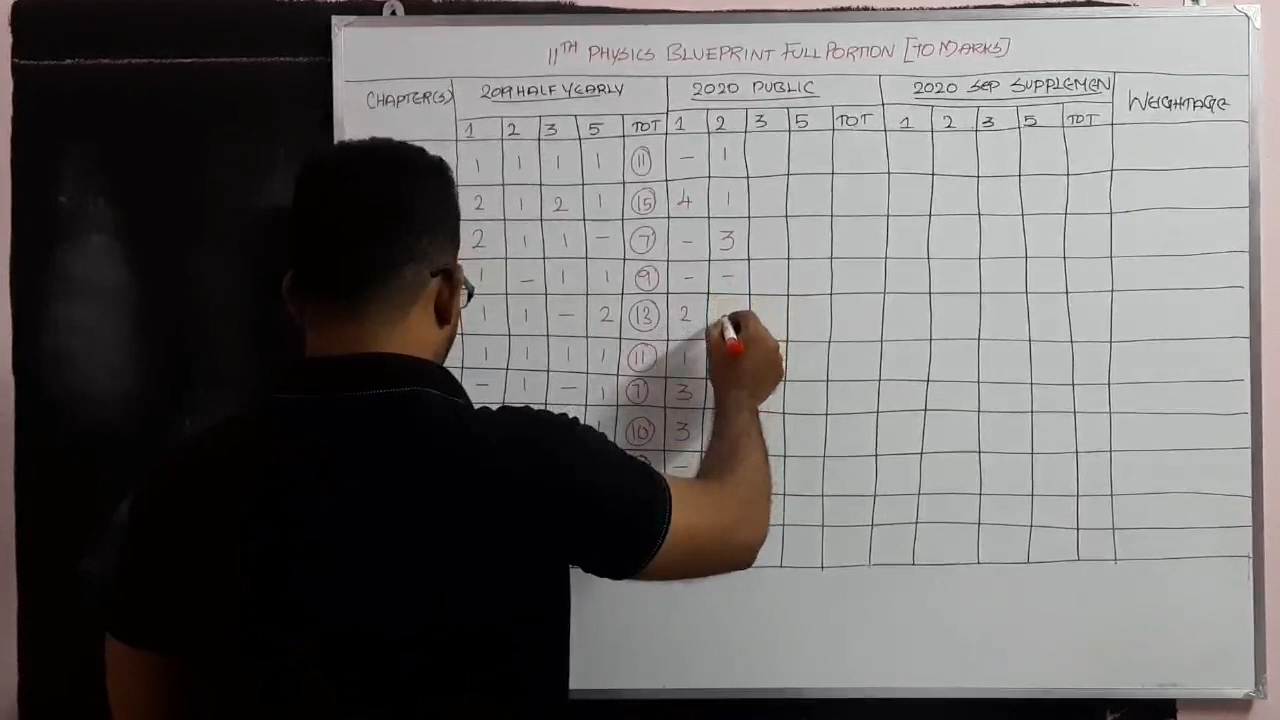 11TH PHYSICS BLUEPRINT FULL PORTION [70 MARKS]
CHAPTER(S) 2019 HALF YEARLY 2020 PUBLIC 2020 SEP SUPPLEMEN WEIGHTAGE
1 2 3 5 TOT 1 2 3 5 TOT 1 2 3 5 TOT
1 1 1 1 11 – 1
2 1 2 1 15 4 1
2 1 1 – 7 – 3
1 – 1 1 9 – –
1 1 – 2 13 2
1 1 1 1 11 1
– 1 – 1 7 3
1 10 3
–